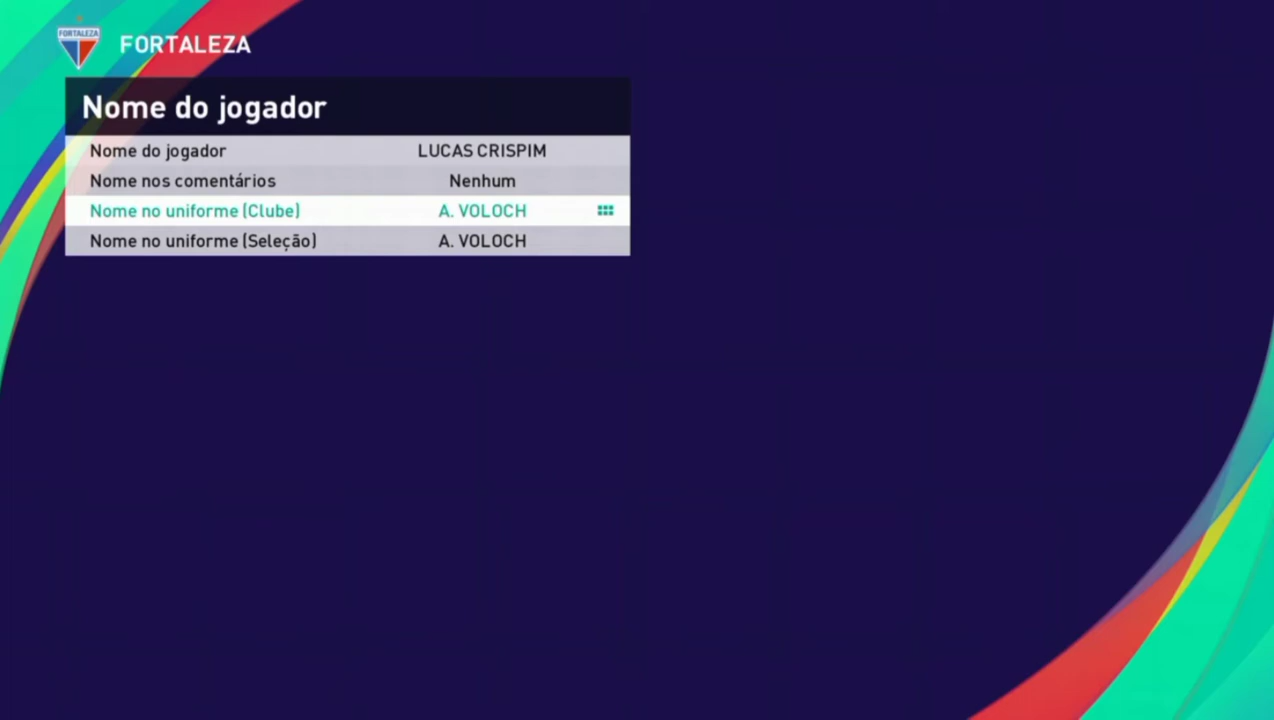 FORTALEZA
FORTALEZA
Nome do jogador
Nome do jogador LUCAS CRISPIM
Nome nos comentários Nenhum
Nome no uniforme (Clube) A. VOLOCH
Nome no uniforme (Seleção) A. VOLOCH